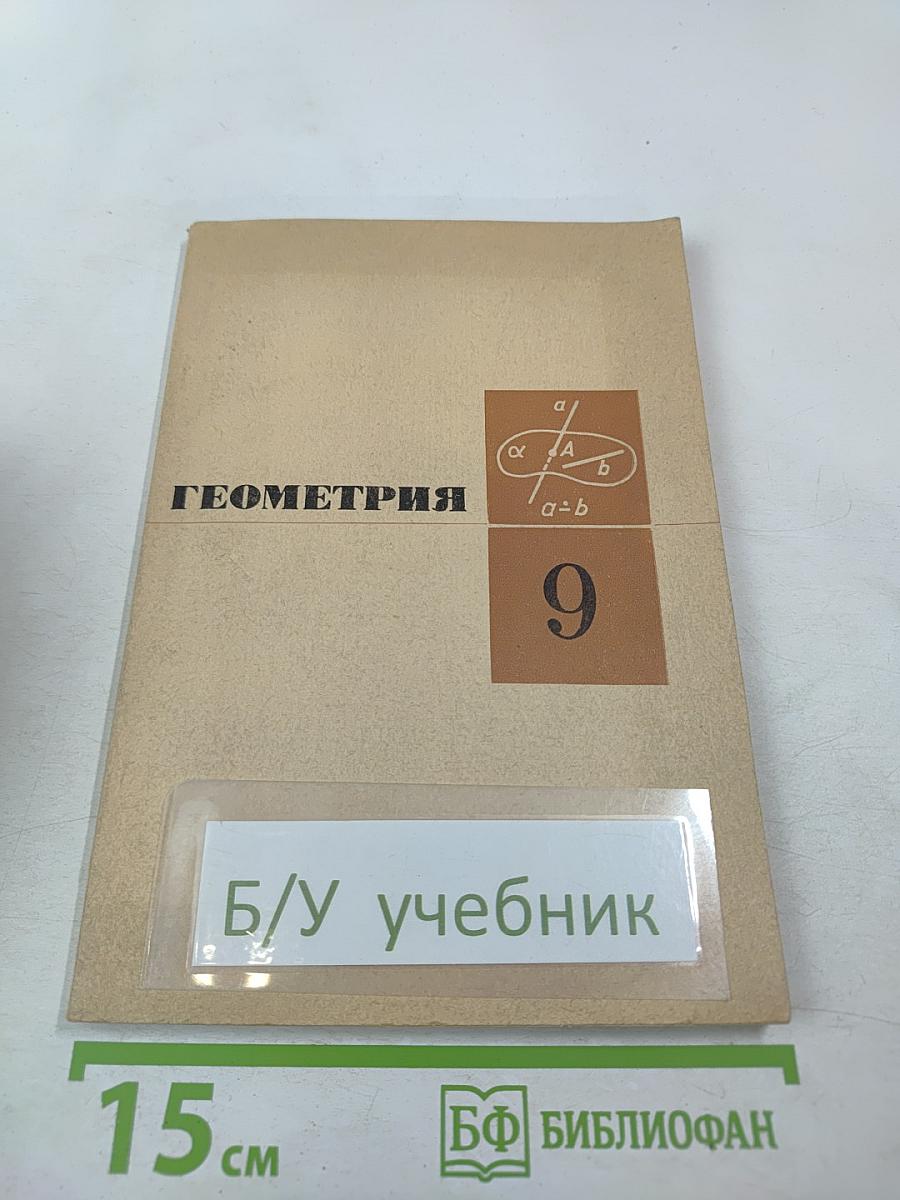 ГЕОМЕТРИЯ
a
α A b
a∸b
9
Б/У учебник
15 см
БФ БИБЛИОФАН